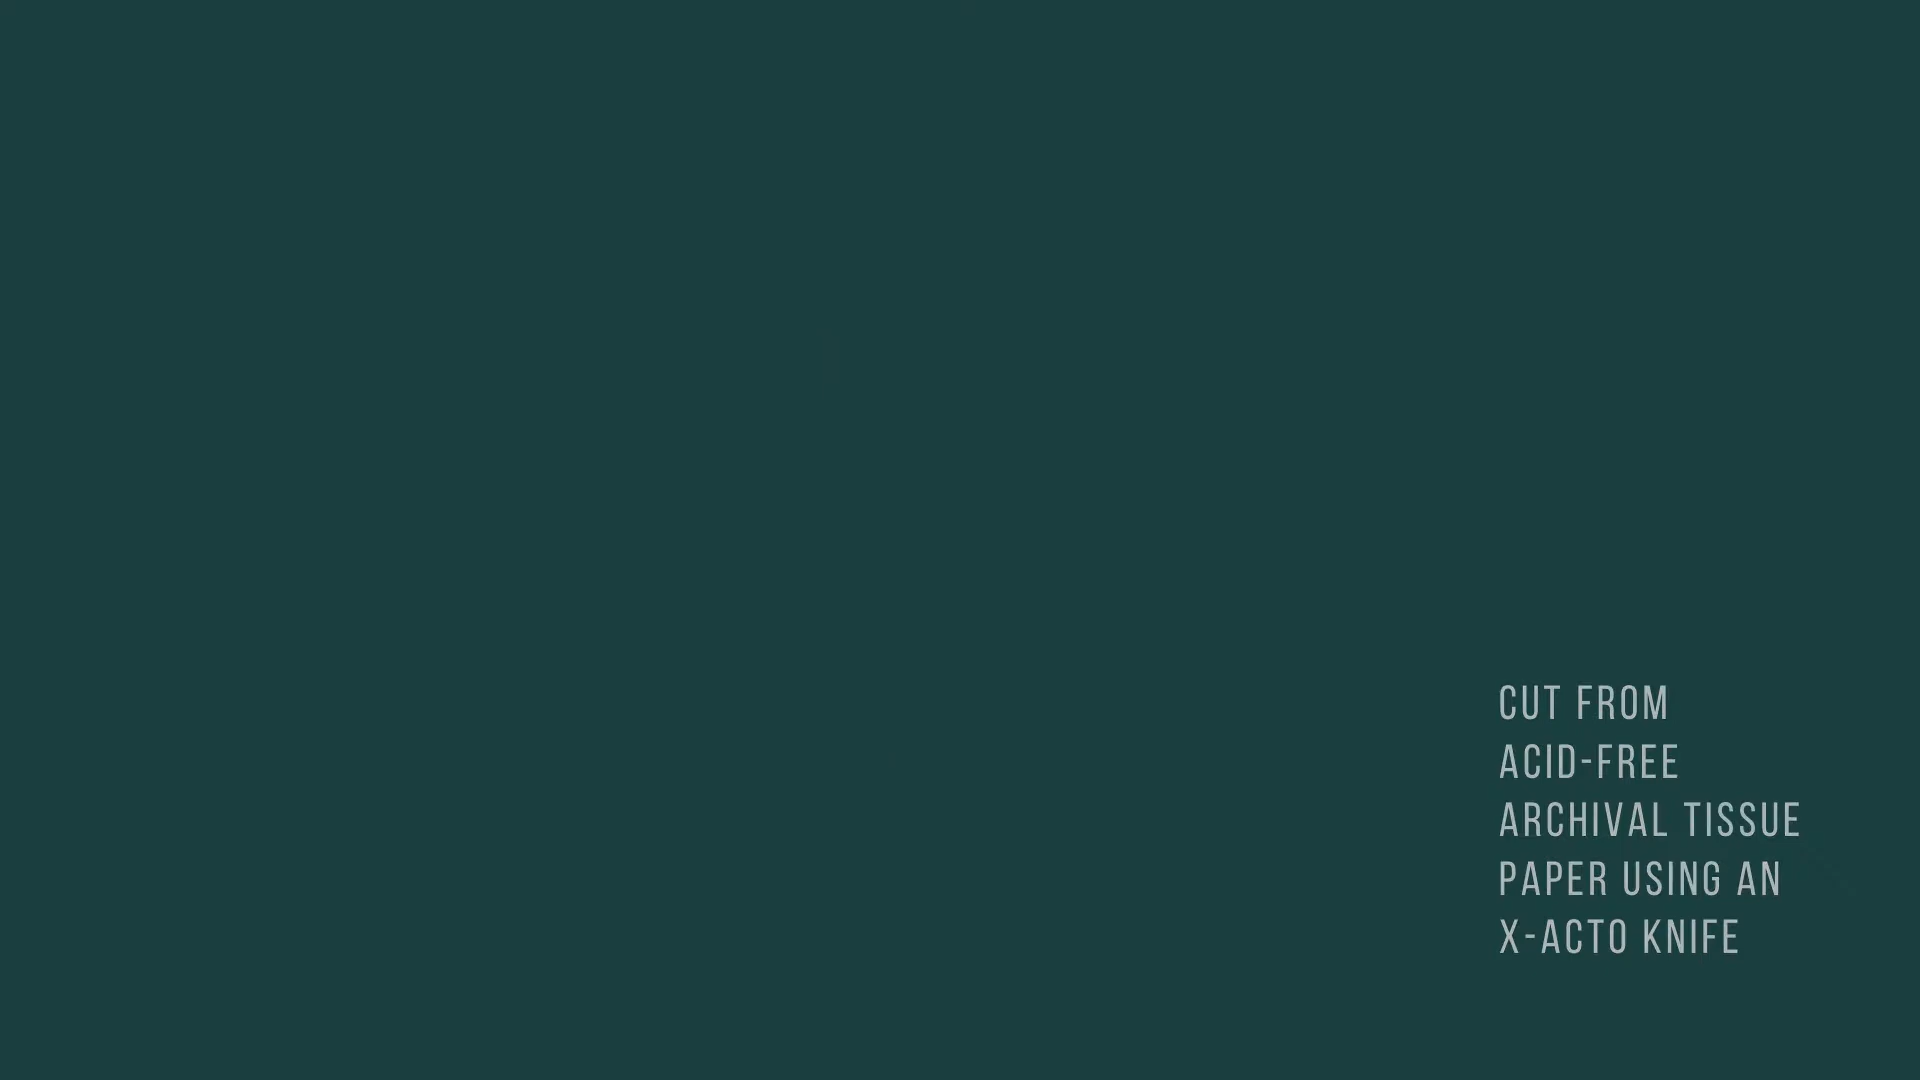 CUT FROM
ACID-FREE
ARCHIVAL TISSUE
PAPER USING AN
X-ACTO KNIFE